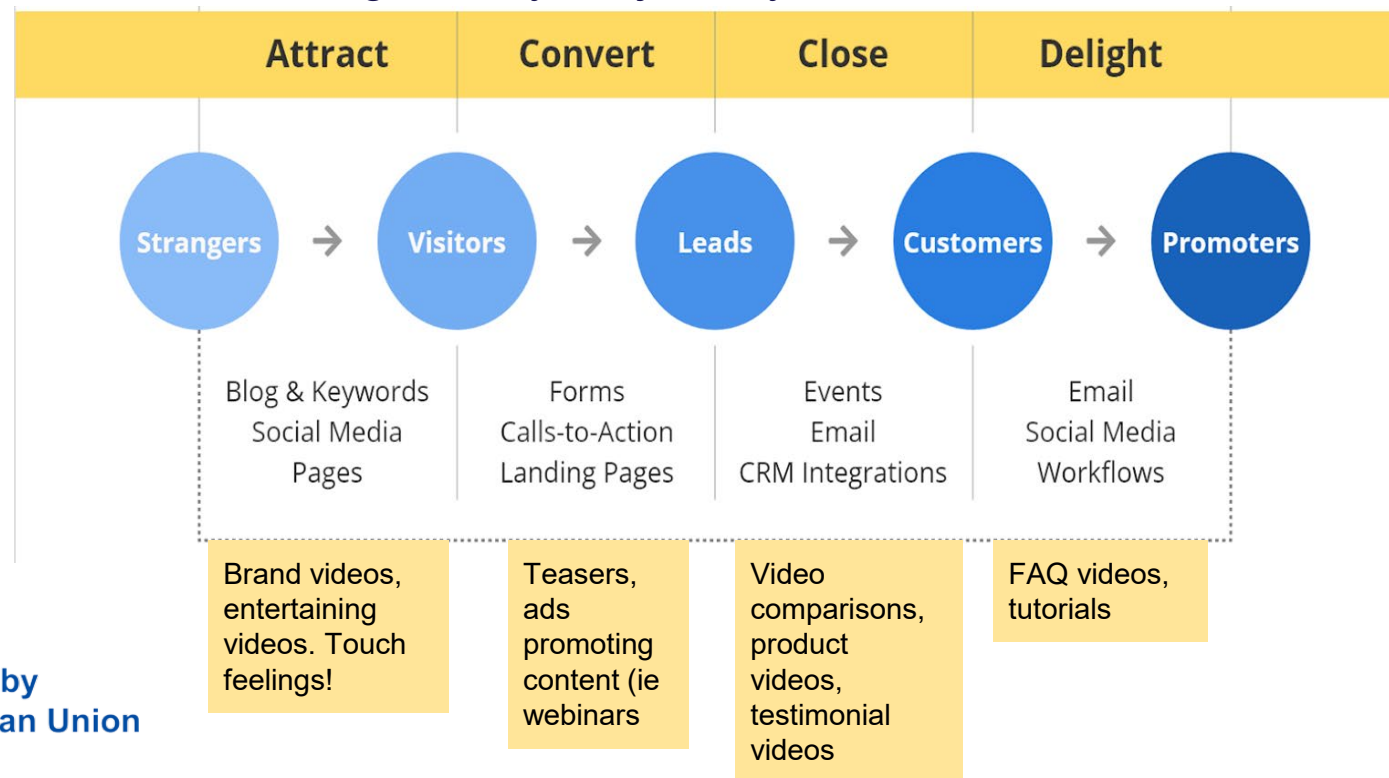 Attract Convert Close Delight
Strangers → Visitors → Leads → Customers → Promoters
Blog & Keywords
Social Media
Pages
Forms
Calls-to-Action
Landing Pages
Events
Email
CRM Integrations
Email
Social Media
Workflows
Brand videos,
entertaining
videos. Touch
feelings!
Teasers,
ads
promoting
content (ie
webinars
Video
comparisons,
product
videos,
testimonial
videos
FAQ videos,
tutorials
by
an Union